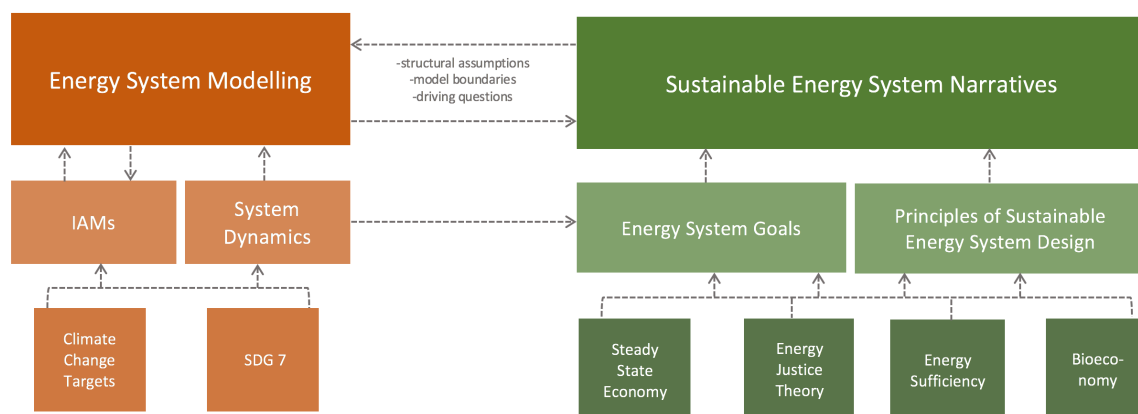 Energy System Modelling
-structural assumptions
-model boundaries
-driving questions
Sustainable Energy System Narratives
IAMs
System
Dynamics
Energy System Goals
Principles of Sustainable
Energy System Design
Climate
Change
Targets
SDG 7
Steady
State
Economy
Energy
Justice
Theory
Energy
Sufficiency
Bioeco-
nomy